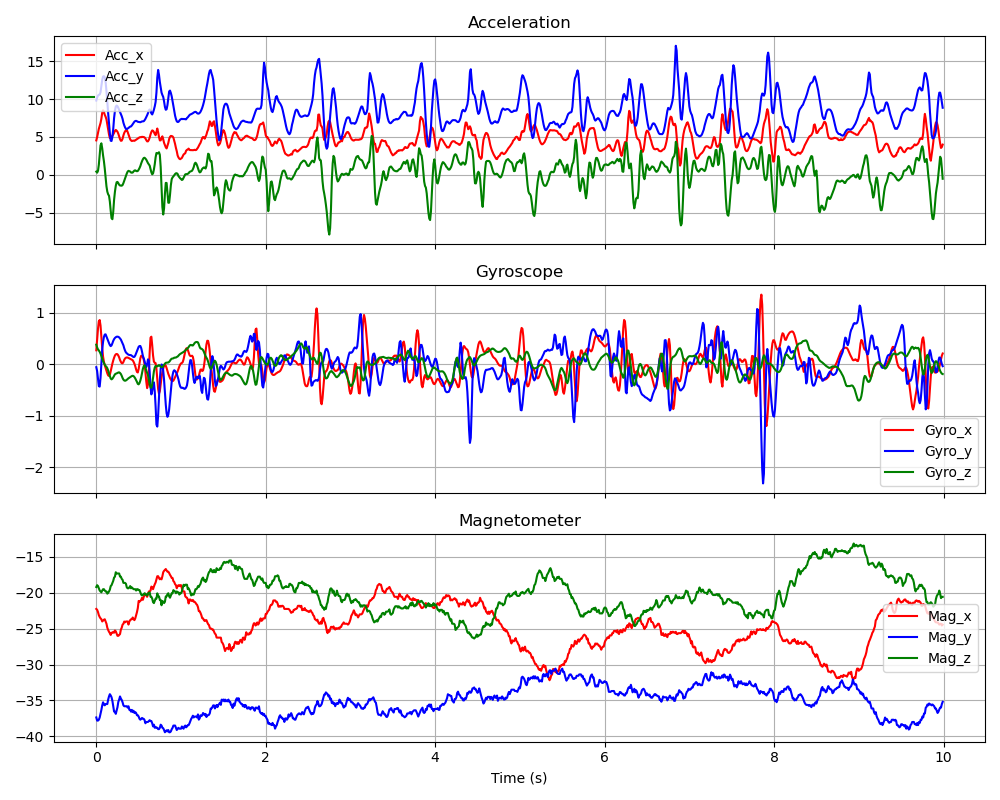 Acceleration
15
10
5
0
−5
Acc_x
Acc_y
Acc_z
Gyroscope
1
0
−1
−2
Gyro_x
Gyro_y
Gyro_z
Magnetometer
−15
−20
−25
−30
−35
−40
Mag_x
Mag_y
Mag_z
0 2 4 6 8 10
Time (s)